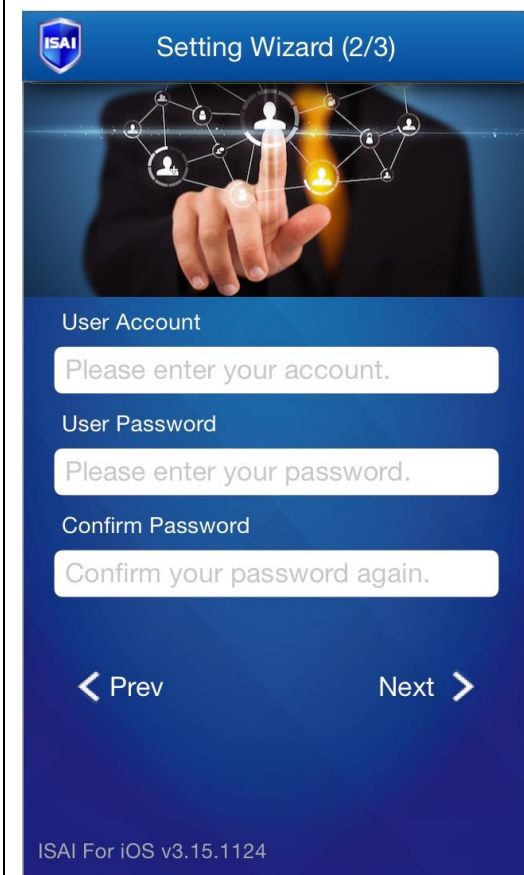 ISAI
Setting Wizard (2/3)
User Account
Please enter your account.
User Password
Please enter your password.
Confirm Password
Confirm your password again.
Prev
Next
ISAI For iOS v3.15.1124